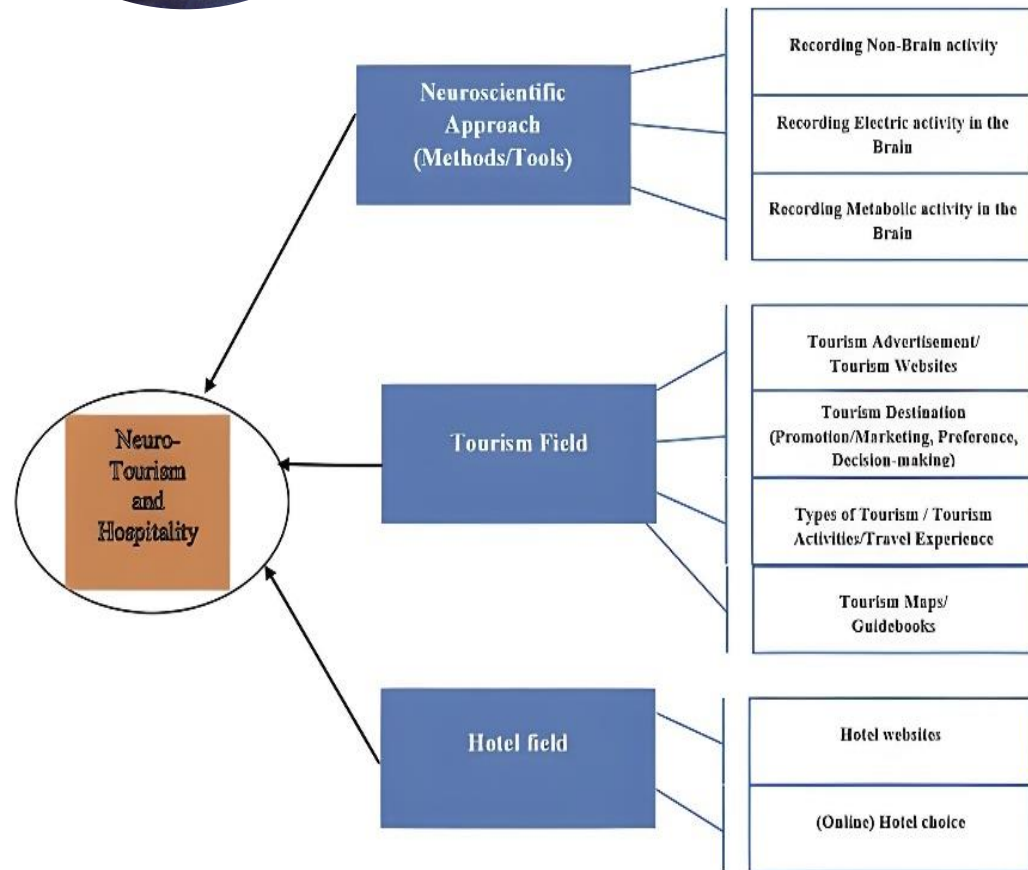 Neuroscientific
Approach
(Methods/Tools)
Recording Non-Brain activity
Recording Electric activity in the
Brain
Recording Metabolic activity in the
Brain
Neuro-
Tourism
and
Hospitality
Tourism Field
Tourism Advertisement/
Tourism Websites
Tourism Destination
(Promotion/Marketing, Preference,
Decision-making)
Types of Tourism / Tourism
Activities/Travel Experience
Tourism Maps/
Guidebooks
Hotel field
Hotel websites
(Online) Hotel choice